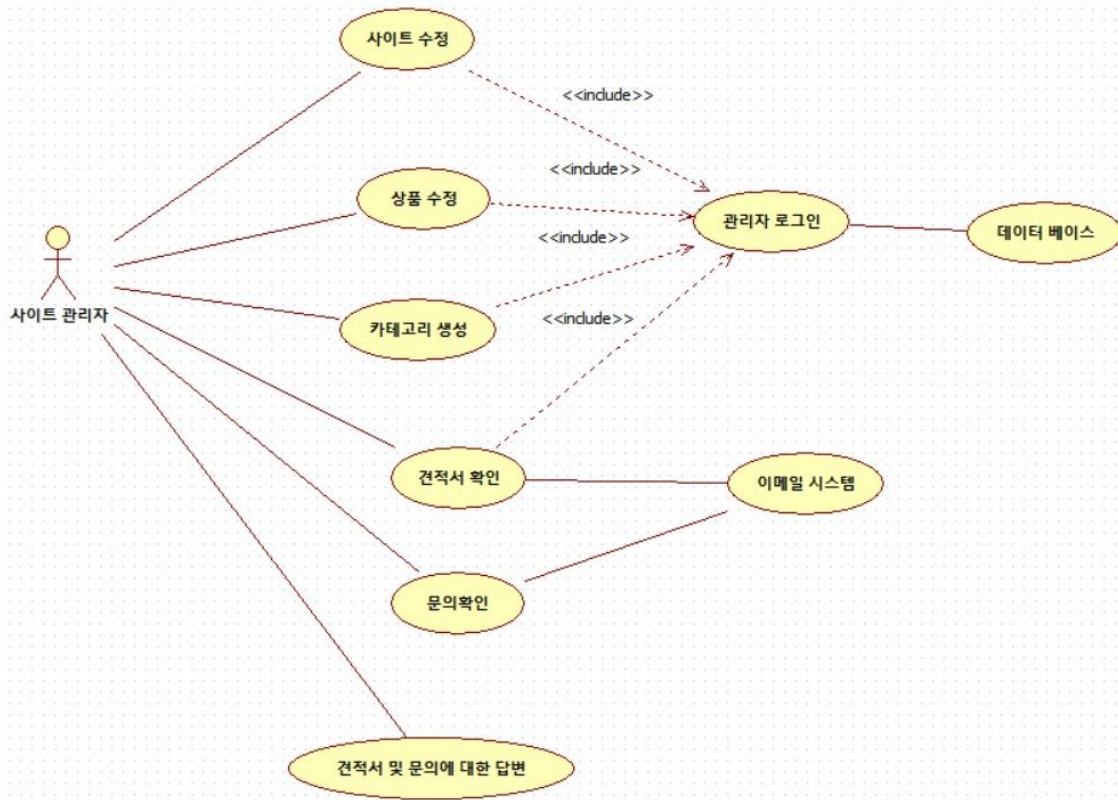 사이트 수정
<<include>>
<<include>>
상품 수정
관리자 로그인
데이터 베이스
<<include>>
사이트 관리자
카테고리 생성
<<include>>
견적서 확인
이메일 시스템
문의확인
견적서 및 문의에 대한 답변